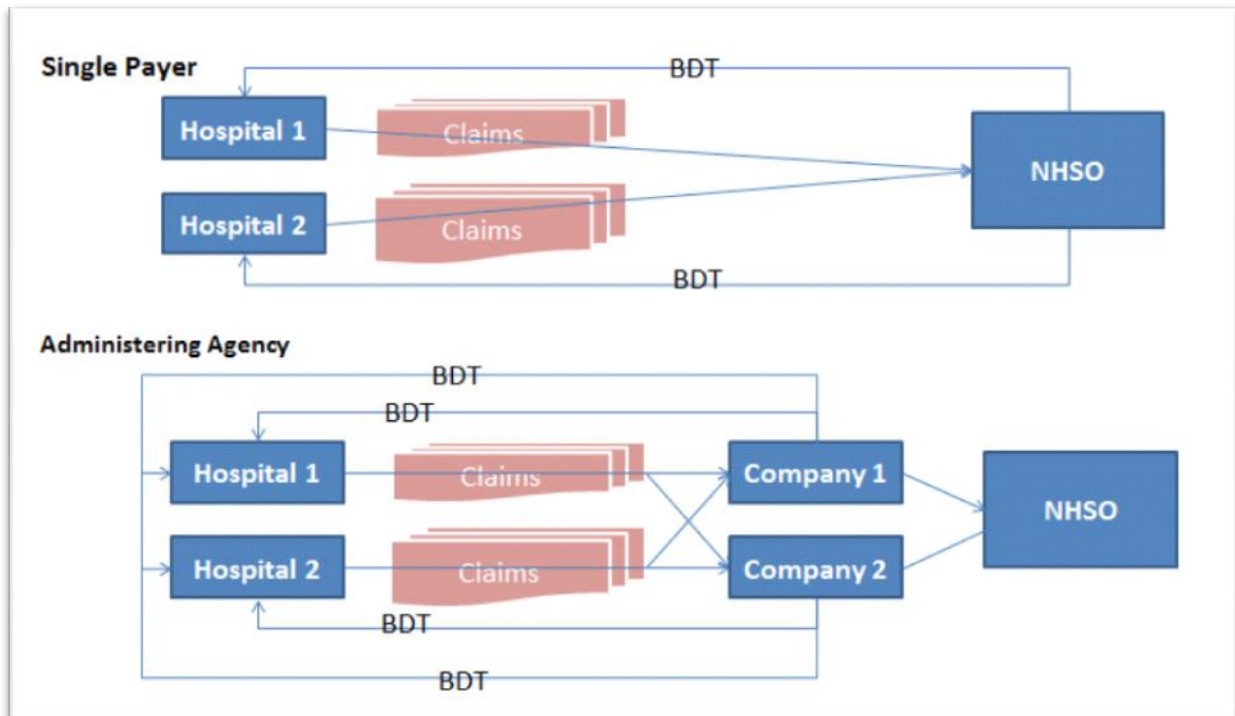 Single Payer
BDT
Hospital 1
Claims
NHSO
Hospital 2
Claims
BDT
Administering Agency
BDT
BDT
Hospital 1
Claims
Company 1
NHSO
Hospital 2
Claims
Company 2
BDT
BDT